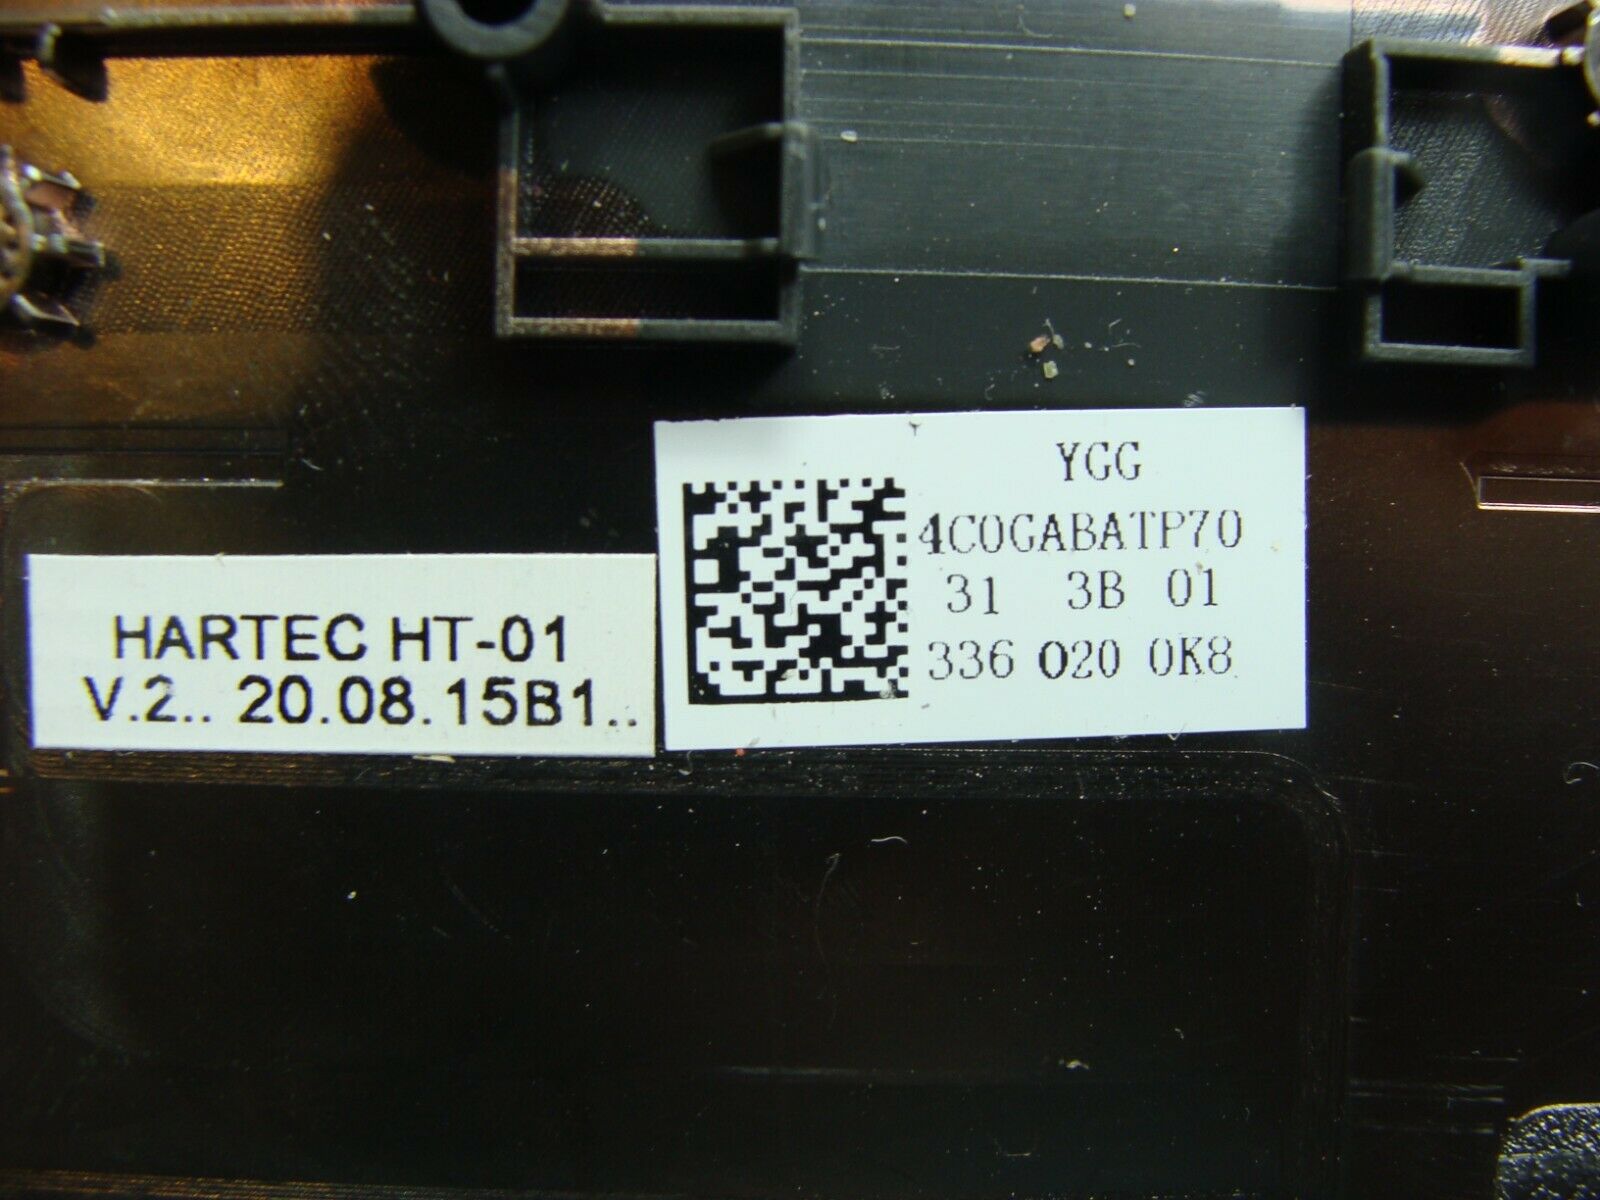 HARTEC HT-01
V.2.. 20.08.15B1..
YGG
4C0GABATP70
31 3B 01
336 020 0K8